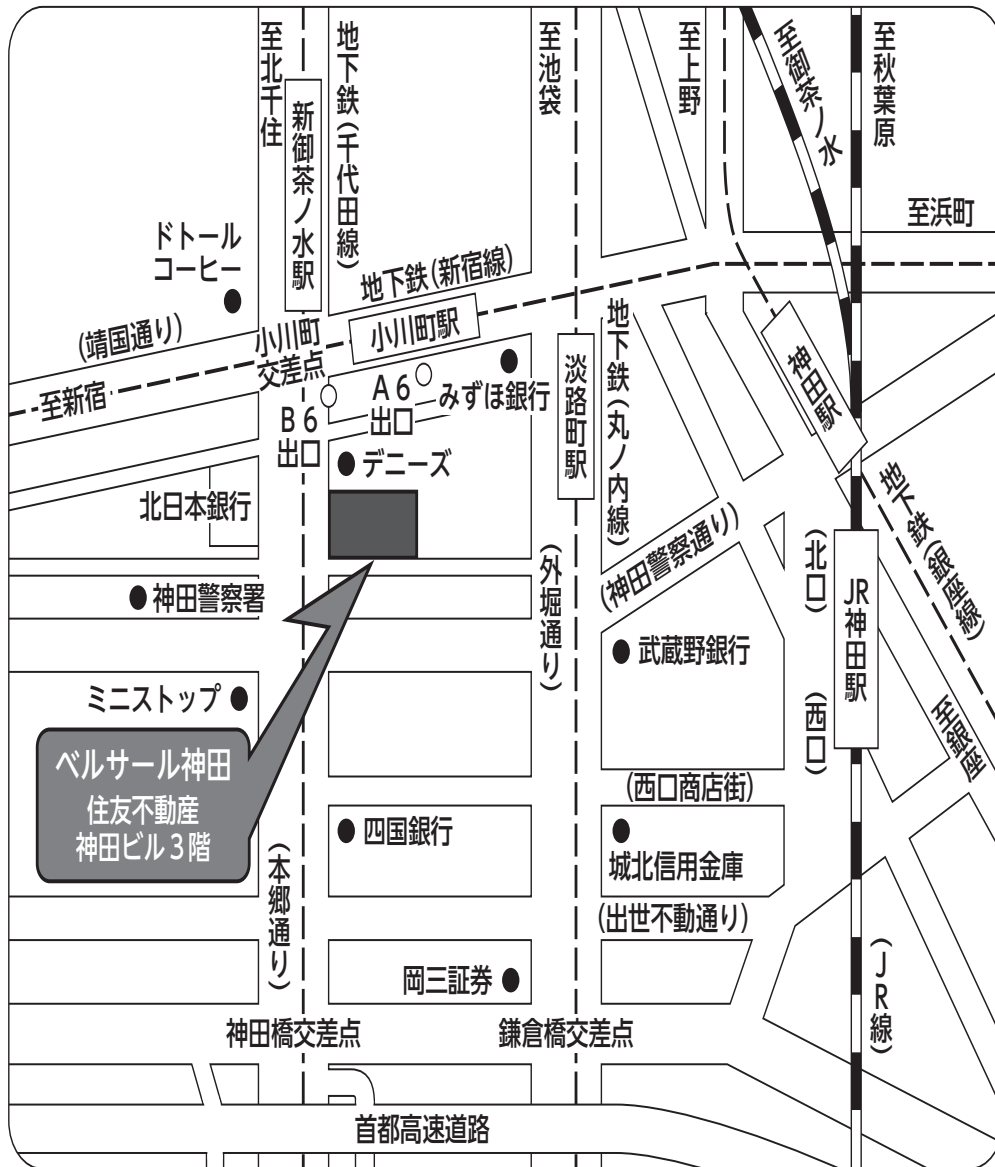 至北千住
地下鉄(千代田線)
至池袋
至上野
至御茶ノ水
至秋葉原
新御茶ノ水駅
至浜町
ドトール
コーヒー
地下鉄(新宿線)
(靖国通り)
小川町
交差点
小川町駅
至新宿
B6
出口
A6
出口
みずほ銀行
淡路町駅
地下鉄(丸ノ内線)
神田駅
デニーズ
北日本銀行
地下鉄(銀座線)
(神田警察通り)
(北口)
JR神田駅
(西口)
(外堀通り)
神田警察署
武蔵野銀行
ミニストップ
至銀座
ベルサール神田
住友不動産
神田ビル3階
(西口商店街)
四国銀行
城北信用金庫
(本郷通り)
(出世不動通り)
岡三証券
(JR線)
神田橋交差点
鎌倉橋交差点
首都高速道路